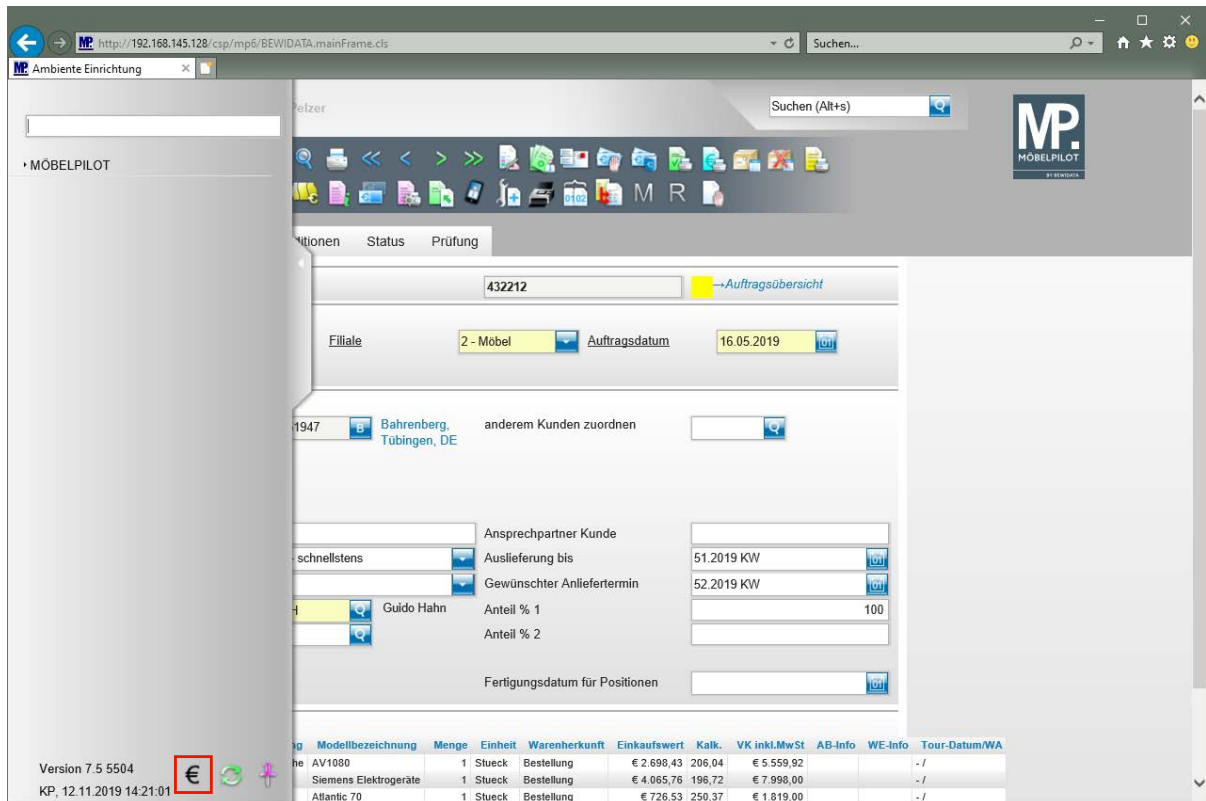 http://192.168.145.128/csp/mp6/BEWIDATA.mainFrame.cls
Suchen...
MP. Ambiente Einrichtung
Pelzer
Suchen (Alt+s)
MP.
MÖBELPILOT
BY BEWIDATA
MÖBELPILOT
0102
M R
Status Prüfung
432212
→Auftragsübersicht
Filiale
2 - Möbel
Auftragsdatum
16.05.2019
1947
B
Bahrenberg,
Tübingen, DE
anderem Kunden zuordnen
Ansprechpartner Kunde
schnellstens
Auslieferung bis
51.2019 KW
Gewünschter Anliefertermin
52.2019 KW
Guido Hahn
Anteil % 1
100
Anteil % 2
Fertigungsdatum für Positionen
Modellbezeichnung Menge Einheit Warenherkunft Einkaufswert Kalk. VK inkl.MwSt AB-Info WE-Info Tour-Datum/WA
he AV1080 1 Stueck Bestellung € 2.698,43 206,04 € 5.559,92 - /
Siemens Elektrogeräte 1 Stueck Bestellung € 4.065,76 196,72 € 7.998,00 - /
Atlantic 70 1 Stueck Bestellung € 726,53 250,37 € 1.819,00 - /
Version 7.5 5504
€
KP, 12.11.2019 14:21:01